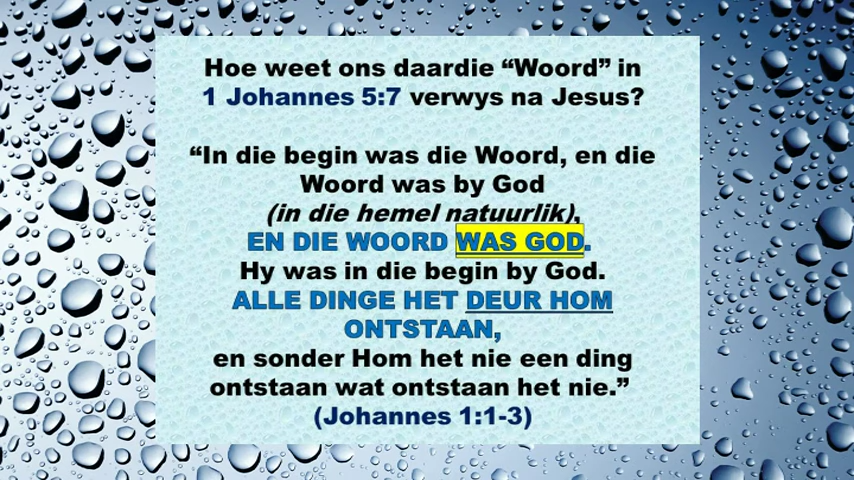 Hoe weet ons daardie “Woord” in
1 Johannes 5:7 verwys na Jesus?
“In die begin was die Woord, en die
Woord was by God
(in die hemel natuurlik),
EN DIE WOORD WAS GOD.
Hy was in die begin by God.
ALLE DINGE HET DEUR HOM
ONTSTAAN,
en sonder Hom het nie een ding
ontstaan wat ontstaan het nie.”
(Johannes 1:1-3)